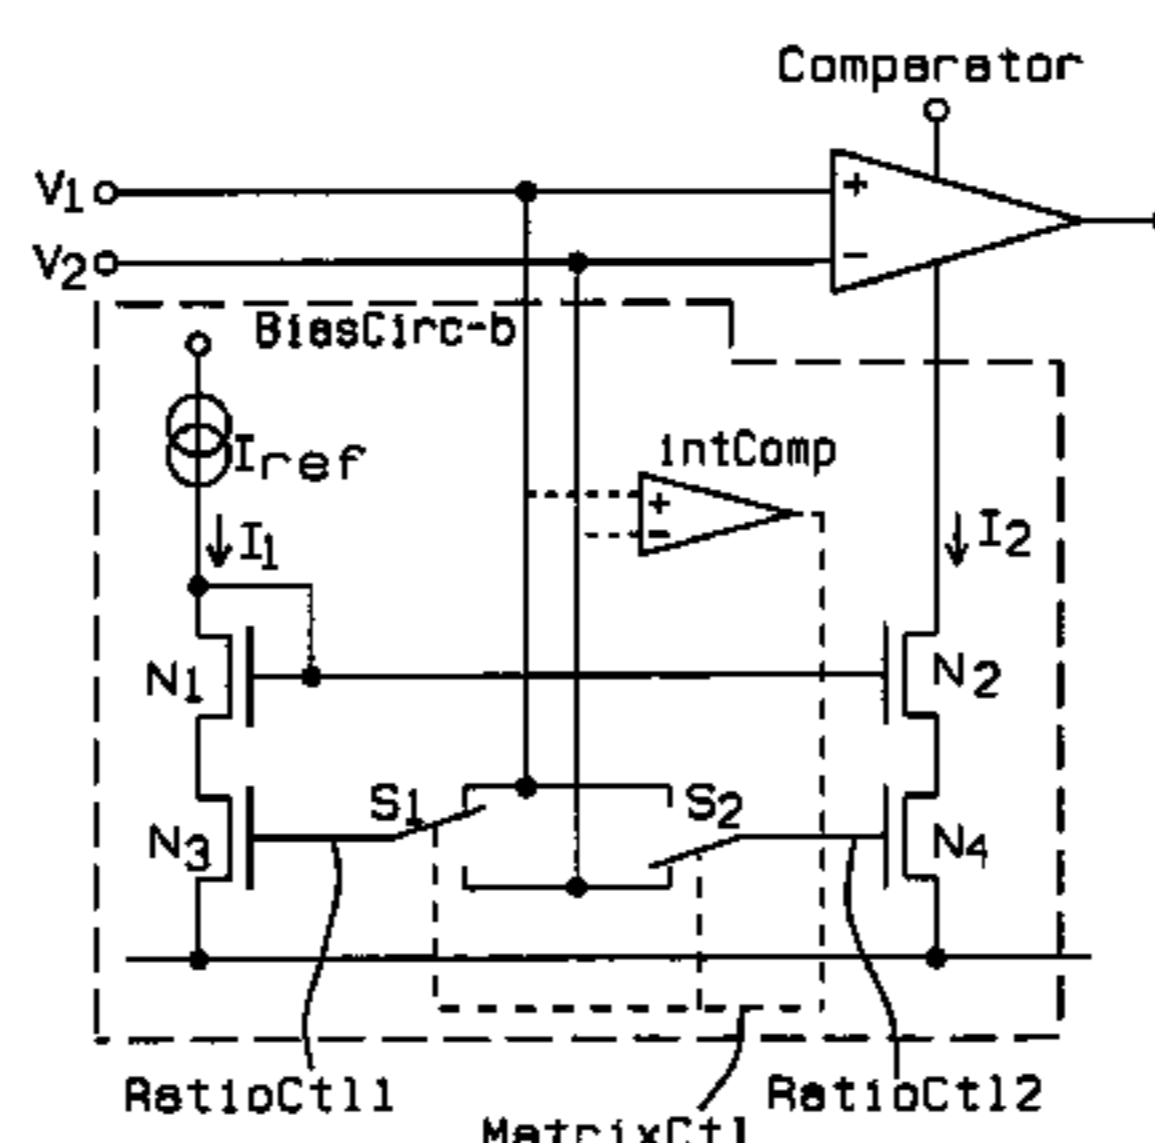 Comparator
+
V1
V2
−
BiasCirc-b
Iref
intComp
+
−
I1
I2
N1
N2
S1
S2
N3
N4
RatioCtl1
RatioCtl2
MatrixCtl